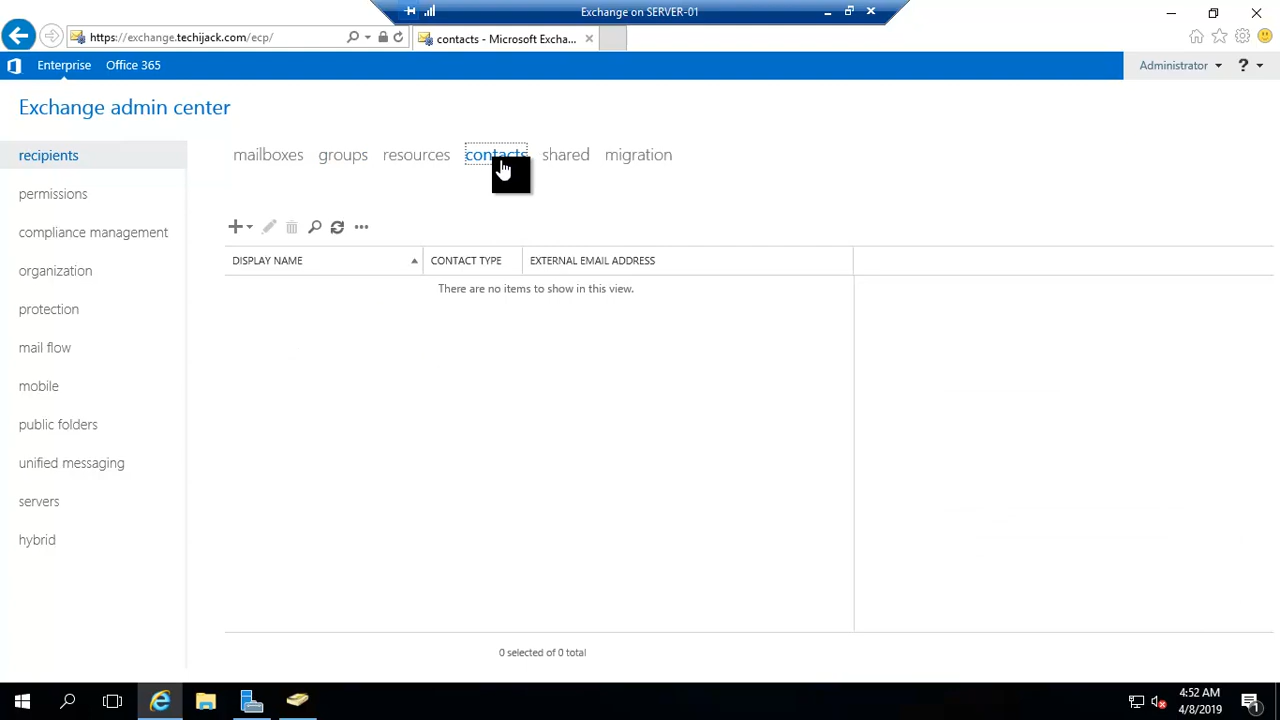 Exchange on SERVER-01
https://exchange.techijack.com/ecp/
contacts - Microsoft Excha...
Enterprise
Office 365
Administrator
?
Exchange admin center
recipients
permissions
compliance management
organization
protection
mail flow
mobile
public folders
unified messaging
servers
hybrid
mailboxes
groups
resources
contacts
shared
migration
DISPLAY NAME
CONTACT TYPE
EXTERNAL EMAIL ADDRESS
There are no items to show in this view.
0 selected of 0 total
4:52 AM
4/8/2019
1